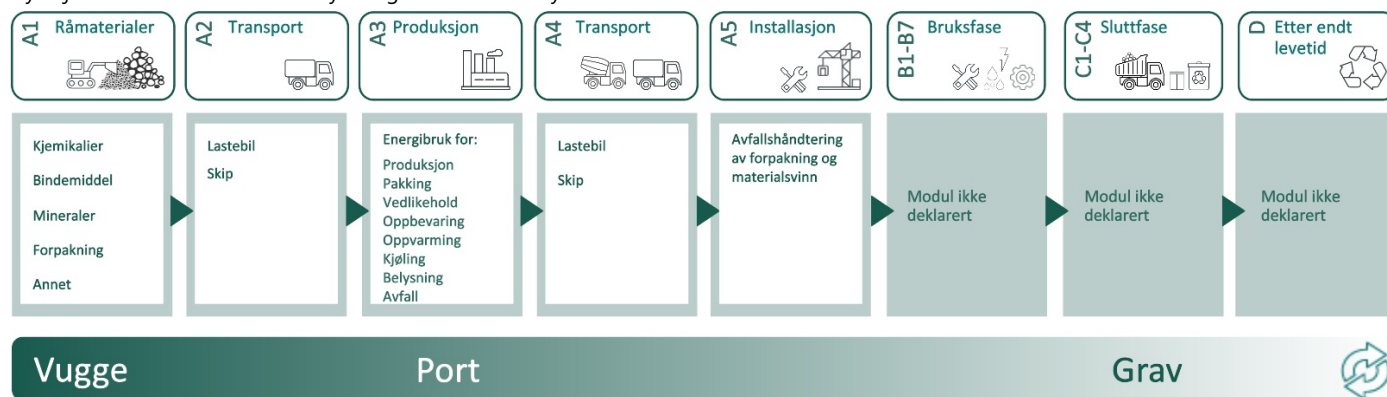 A1 Råmaterialer
A2 Transport
A3 Produksjon
A4 Transport
A5 Installasjon
B1-B7 Bruksfase
C1-C4 Sluttfase
D Etter endt
levetid
Kjemikalier
Bindemiddel
Mineraler
Forpakning
Annet
Lastebil
Skip
Energibruk for:
Produksjon
Pakking
Vedlikehold
Oppbevaring
Oppvarming
Kjøling
Belysning
Avfall
Lastebil
Skip
Avfallshåndtering
av forpakning og
materialsvinn
Modul ikke
deklarert
Modul ikke
deklarert
Modul ikke
deklarert
Vugge
Port
Grav